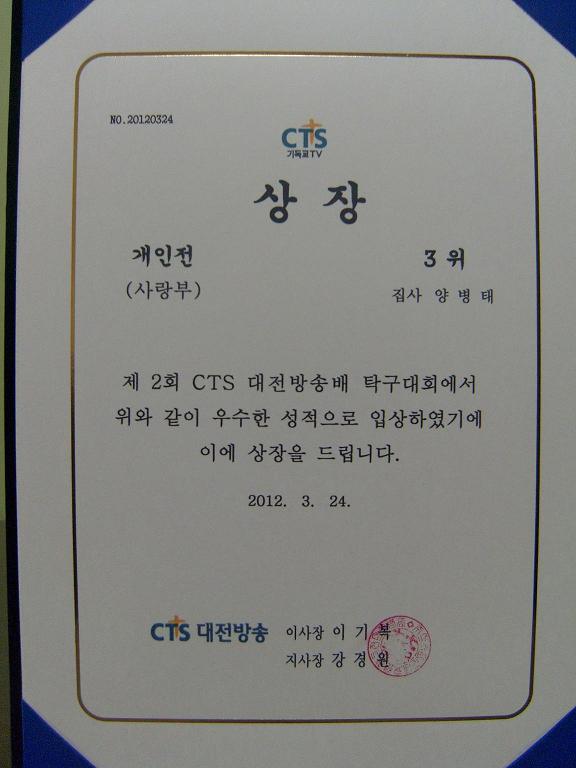 NO.20120324
CTS
기독교TV
상 장
개인전 3 위
(사랑부) 집사 양 병 태
제 2회 CTS 대전방송배 탁구대회에서
위와 같이 우수한 성적으로 입상하였기에
이에 상장을 드립니다.
2012. 3. 24.
CTS 대전방송 이사장 이 기 복
지사장 강 경 원